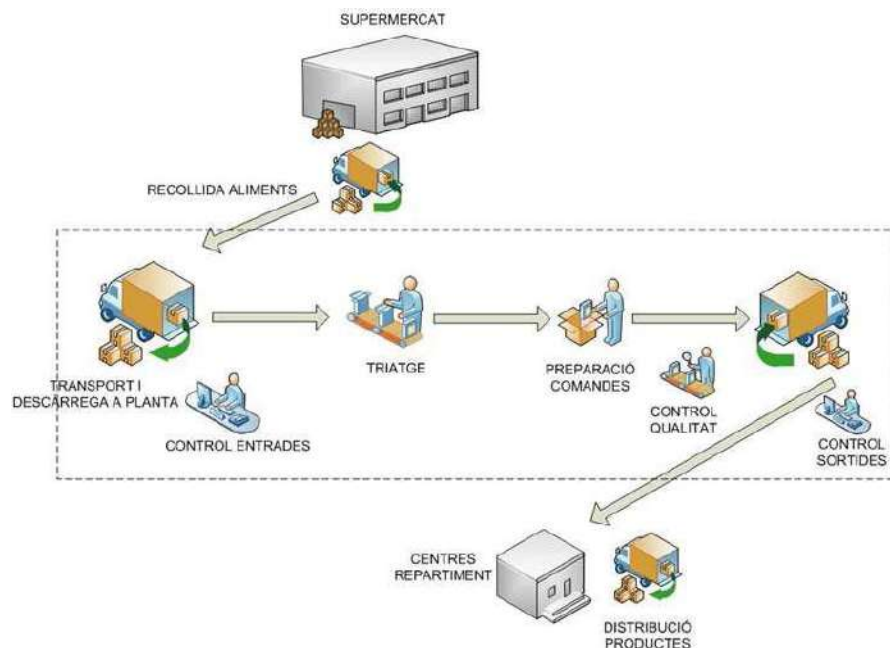 SUPERMERCAT
RECOLLIDA ALIMENTS
TRANSPORT I
DESCÀRREGA A PLANTA
CONTROL ENTRADES
TRIATGE
PREPARACIÓ
COMANDES
CONTROL
QUALITAT
CONTROL
SORTIDES
CENTRES
REPARTIMENT
DISTRIBUCIÓ
PRODUCTES